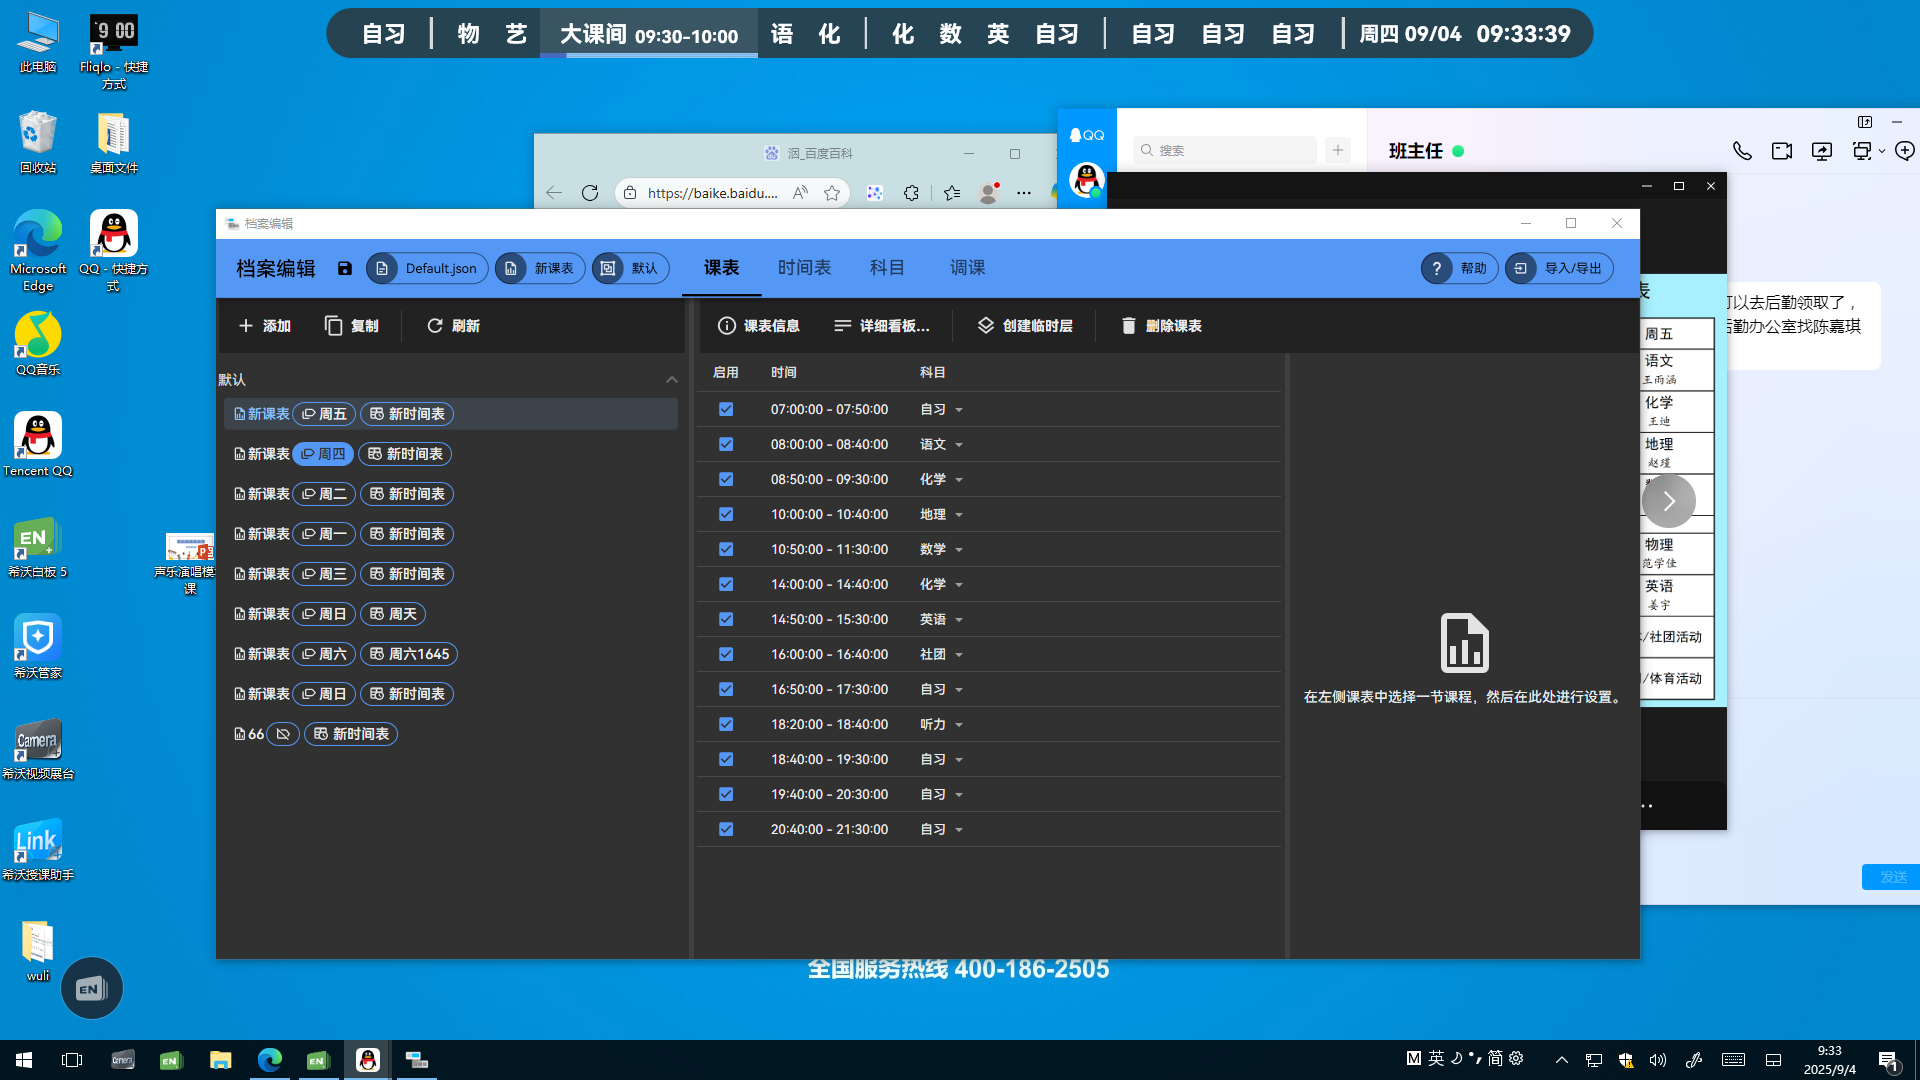 自习 物 艺 大课间 09:30-10:00 语 化 化 数 英 自习 自习 自习 自习 周四 09/04 09:33:39
此电脑
Fliqlo - 快捷方式
回收站
桌面文件
Microsoft Edge
QQ - 快捷方式
QQ音乐
Tencent QQ
希沃白板 5
声乐演唱模
课
希沃管家
希沃视频展台
希沃授课助手
wuli
洇_百度百科
https://baike.baidu....
QQ
搜索
班主任
可以去后勤领取了，
后勤办公室找陈嘉琪
发送
表
周五
语文
王雨涵
化学
王迪
地理
赵瑾
物理
范学佳
英语
姜宇
/社团活动
/体育活动
档案编辑
档案编辑 Default.json 新课表 默认 课表 时间表 科目 调课 帮助 导入/导出
添加 复制 刷新 课表信息 详细看板... 创建临时层 删除课表
默认
新课表 周五 新时间表
新课表 周四 新时间表
新课表 周二 新时间表
新课表 周一 新时间表
新课表 周三 新时间表
新课表 周日 周天
新课表 周六 周六1645
新课表 周日 新时间表
66 新时间表
启用 时间 科目
07:00:00 - 07:50:00 自习
08:00:00 - 08:40:00 语文
08:50:00 - 09:30:00 化学
10:00:00 - 10:40:00 地理
10:50:00 - 11:30:00 数学
14:00:00 - 14:40:00 化学
14:50:00 - 15:30:00 英语
16:00:00 - 16:40:00 社团
16:50:00 - 17:30:00 自习
18:20:00 - 18:40:00 听力
18:40:00 - 19:30:00 自习
19:40:00 - 20:30:00 自习
20:40:00 - 21:30:00 自习
在左侧课表中选择一节课程，然后在此处进行设置。
全国服务热线 400-186-2505
M 英 简
9:33
2025/9/4
1